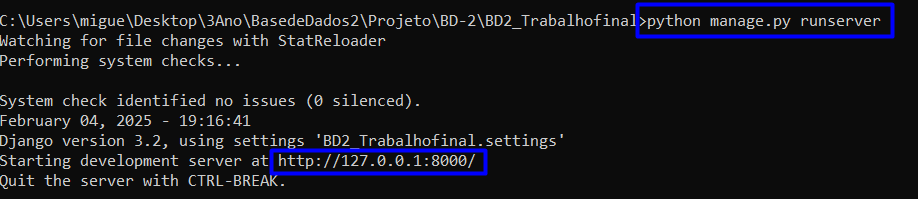 C:\Users\migue\Desktop\3Ano\BasedeDados2\Projeto\BD-2\BD2_Trabalhofinal>python manage.py runserver
Watching for file changes with StatReloader
Performing system checks...
System check identified no issues (0 silenced).
February 04, 2025 - 19:16:41
Django version 3.2, using settings 'BD2_Trabalhofinal.settings'
Starting development server at http://127.0.0.1:8000/
Quit the server with CTRL-BREAK.